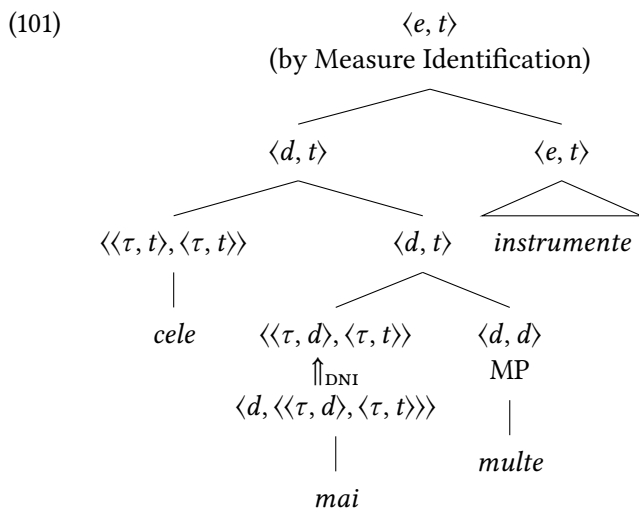 (101)
⟨e, t⟩
(by Measure Identification)
⟨d, t⟩ ⟨e, t⟩
⟨⟨τ, t⟩,⟨τ, t⟩⟩ ⟨d, t⟩ instrumente
cele ⟨⟨τ, d⟩,⟨τ, t⟩⟩ ⟨d, d⟩
⇑DNI MP
⟨d, ⟨⟨τ, d⟩,⟨τ, t⟩⟩⟩
multe
mai